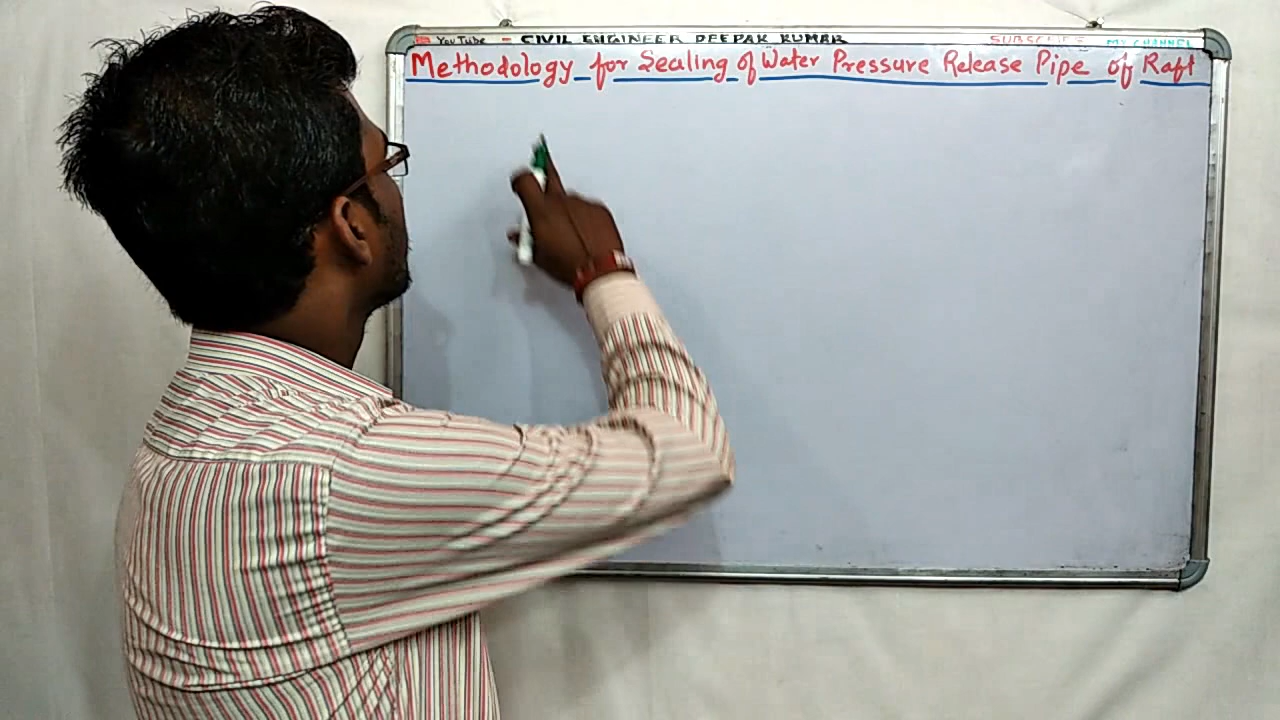 YouTube - CIVIL ENGINEER DEEPAK KUMAR SUBSCRIBE MY CHANNEL
Methodology for Sealing of Water Pressure Release Pipe of Raft